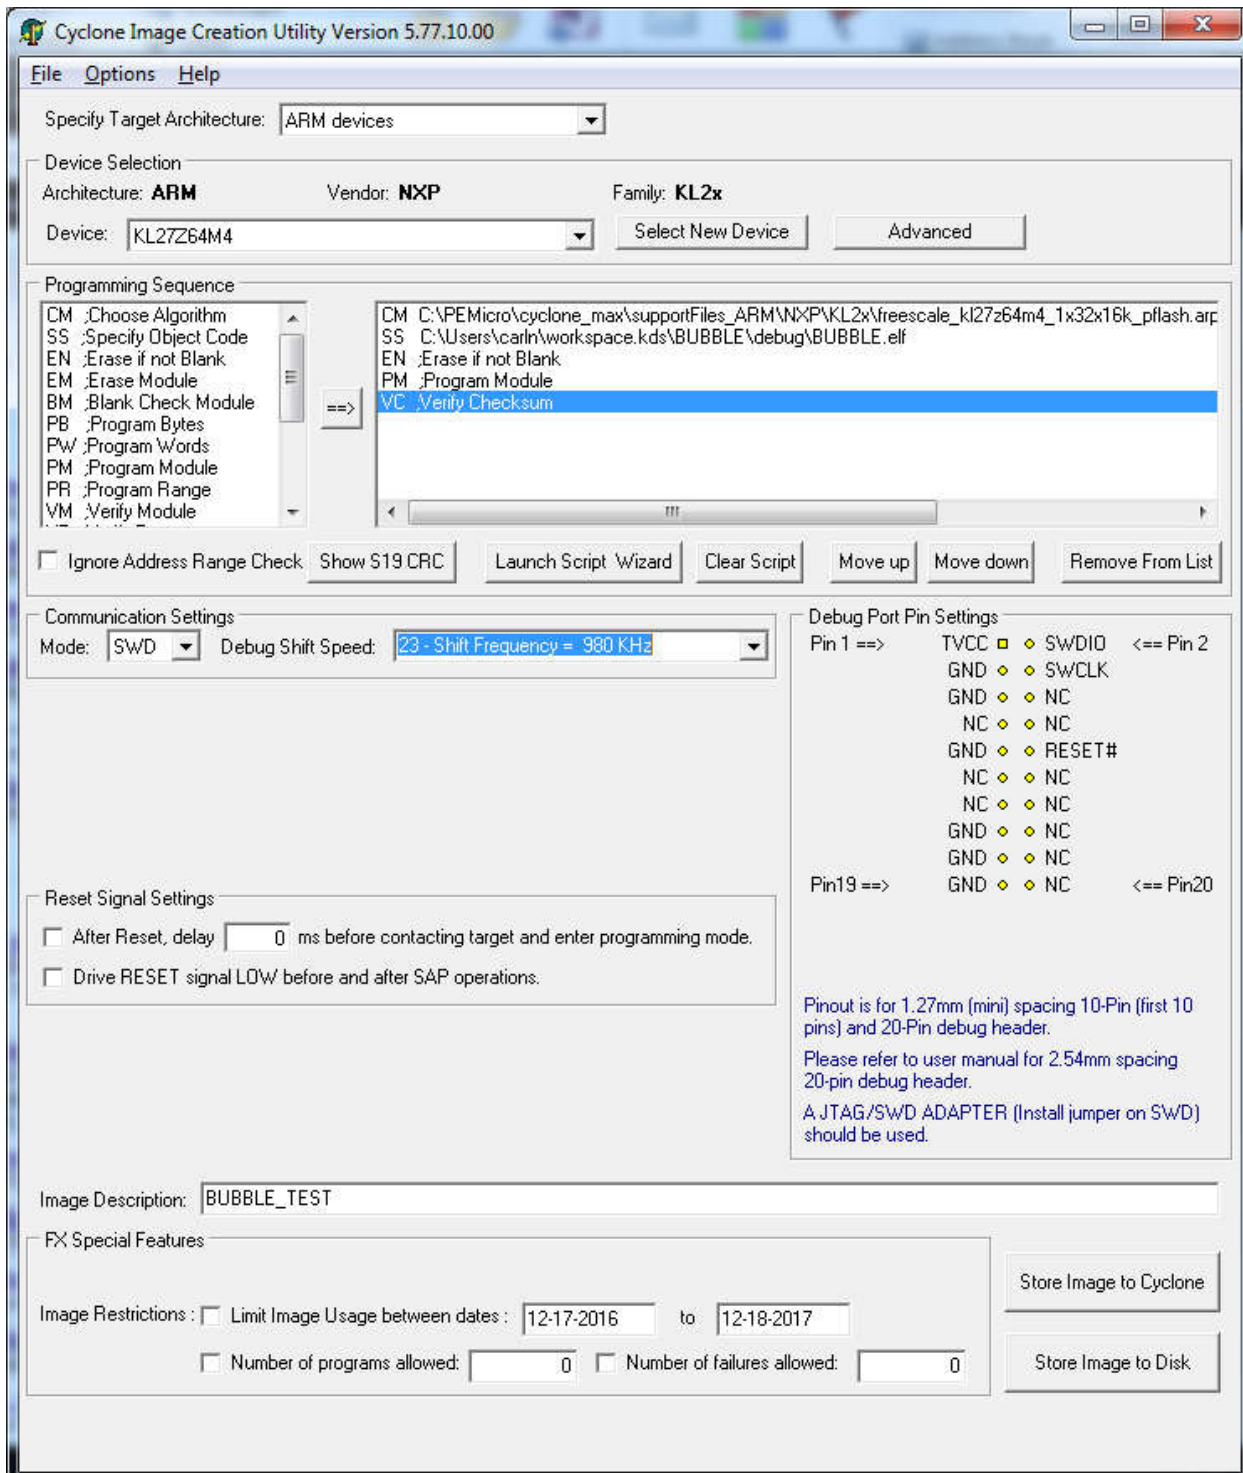 Cyclone Image Creation Utility Version 5.77.10.00
File Options Help
Specify Target Architecture: ARM devices
Device Selection
Architecture: ARM Vendor: NXP Family: KL2x
Device: KL27Z64M4 Select New Device Advanced
Programming Sequence
CM ;Choose Algorithm
SS ;Specify Object Code
EN ;Erase if not Blank
EM ;Erase Module
BM ;Blank Check Module
PB ;Program Bytes
PW ;Program Words
PM ;Program Module
PR ;Program Range
VM ;Verify Module
==>
CM C:\PEMicro\cyclone_max\supportFiles_ARM\NXP\KL2x\freescale_kl27z64m4_1x32x16k_pflash.arp
SS C:\Users\carln\workspace.kds\BUBBLE\debug\BUBBLE.elf
EN ;Erase if not Blank
PM ;Program Module
VC ;Verify Checksum
Ignore Address Range Check Show S19 CRC Launch Script Wizard Clear Script Move up Move down Remove From List
Communication Settings
Mode: SWD Debug Shift Speed: 23 - Shift Frequency = 980 KHz
Debug Port Pin Settings
Pin 1 ==> TVCC SWDIO <== Pin 2
GND SWCLK
GND NC
NC NC
GND RESET#
NC NC
NC NC
GND NC
GND NC
Pin19 ==> GND NC <== Pin20
Reset Signal Settings
After Reset, delay 0 ms before contacting target and enter programming mode.
Drive RESET signal LOW before and after SAP operations.
Pinout is for 1.27mm (mini) spacing 10-Pin (first 10
pins) and 20-Pin debug header.
Please refer to user manual for 2.54mm spacing
20-pin debug header.
A JTAG/SWD ADAPTER (Install jumper on SWD)
should be used.
Image Description: BUBBLE_TEST
FX Special Features
Image Restrictions : Limit Image Usage between dates : 12-17-2016 to 12-18-2017
Number of programs allowed: 0 Number of failures allowed: 0
Store Image to Cyclone
Store Image to Disk